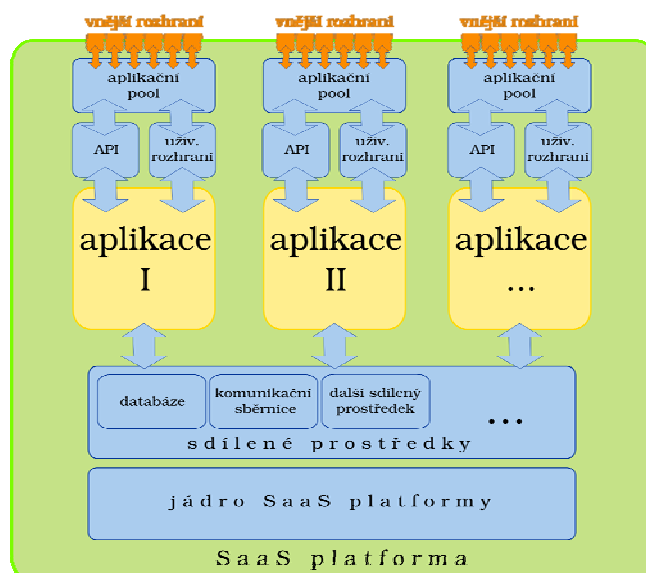 vnější rozhraní vnější rozhraní vnější rozhraní
aplikační
pool
aplikační
pool
aplikační
pool
API
uživ.
rozhraní
API
uživ.
rozhraní
API
uživ.
rozhraní
aplikace
I
aplikace
II
aplikace
...
databáze
komunikační
sběrnice
další sdílený
prostředek
...
sdílené prostředky
jádro SaaS platformy
SaaS platforma